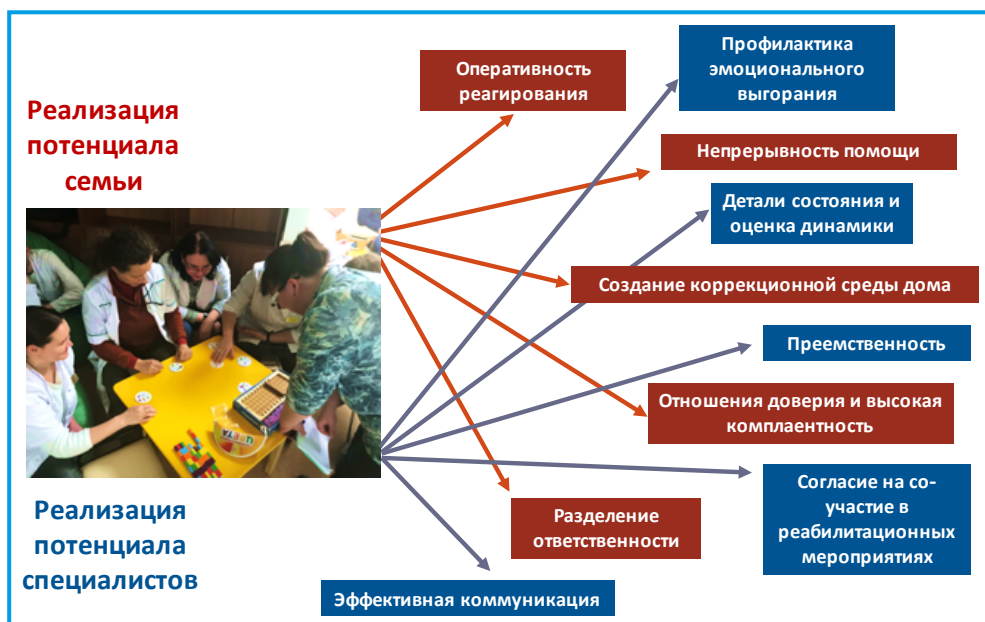 Реализация
потенциала
семьи
Оперативность
реагирования
Профилактика
эмоционального
выгорания
Непрерывность помощи
Детали состояния и
оценка динамики
Создание коррекционной среды дома
Преемственность
Отношения доверия и высокая
комплаентность
Согласие на со-
участие в
реабилитационных
мероприятиях
Разделение
ответственности
Эффективная коммуникация
Реализация
потенциала
специалистов